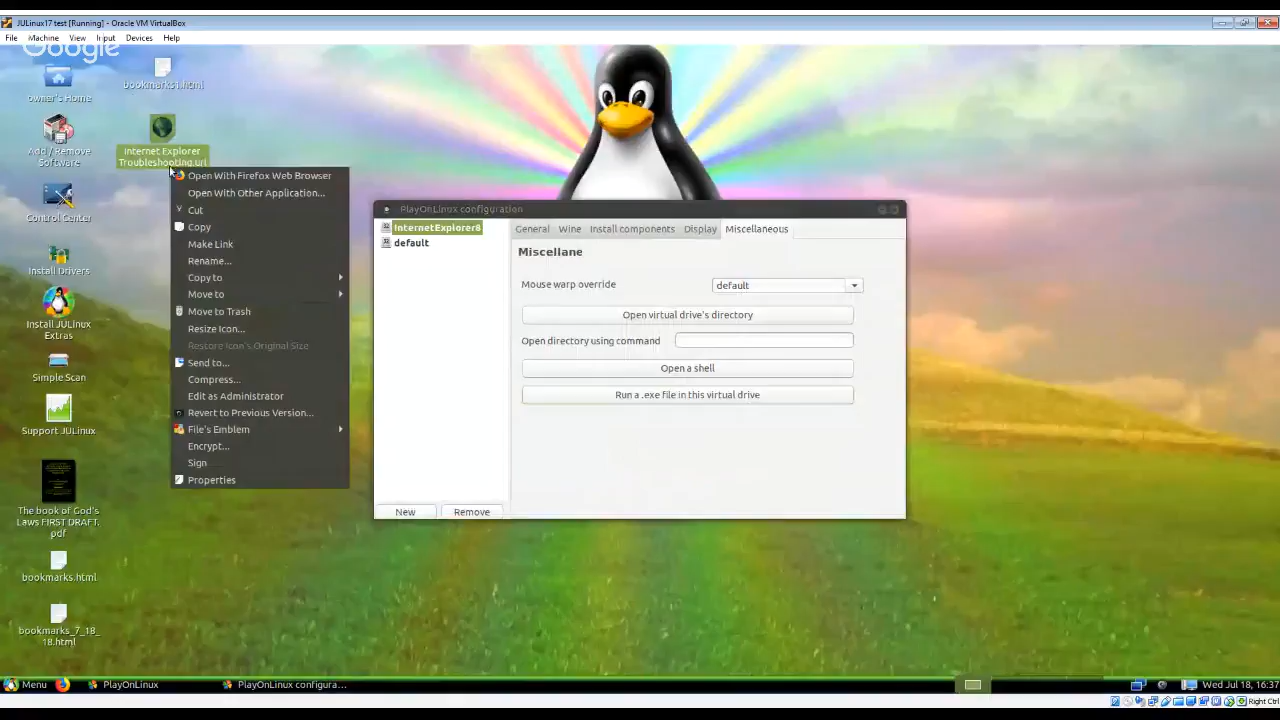 JULinux17 test [Running] - Oracle VM VirtualBox
File Machine View Input Devices Help
Google
owner's Home
bookmarks1.html
Add / Remove
Software
Internet Explorer
Troubleshooting.url
Control Center
Install Drivers
Install JULinux
Extras
Simple Scan
Support JULinux
The book of God's
Laws FIRST DRAFT.
pdf
bookmarks.html
bookmarks_7_18_
18.html
Open With Firefox Web Browser
Open With Other Application...
Cut
Copy
Make Link
Rename...
Copy to
Move to
Move to Trash
Resize Icon...
Restore Icon's Original Size
Send to...
Compress...
Edit as Administrator
Revert to Previous Version...
File's Emblem
Encrypt...
Sign
Properties
PlayOnLinux configuration
InternetExplorer8
default
New Remove
General Wine Install components Display Miscellaneous
Miscellane
Mouse warp override default
Open virtual drive's directory
Open directory using command
Open a shell
Run a .exe file in this virtual drive
Menu PlayOnLinux PlayOnLinux configura... Wed Jul 18, 16:37
Right Ctrl